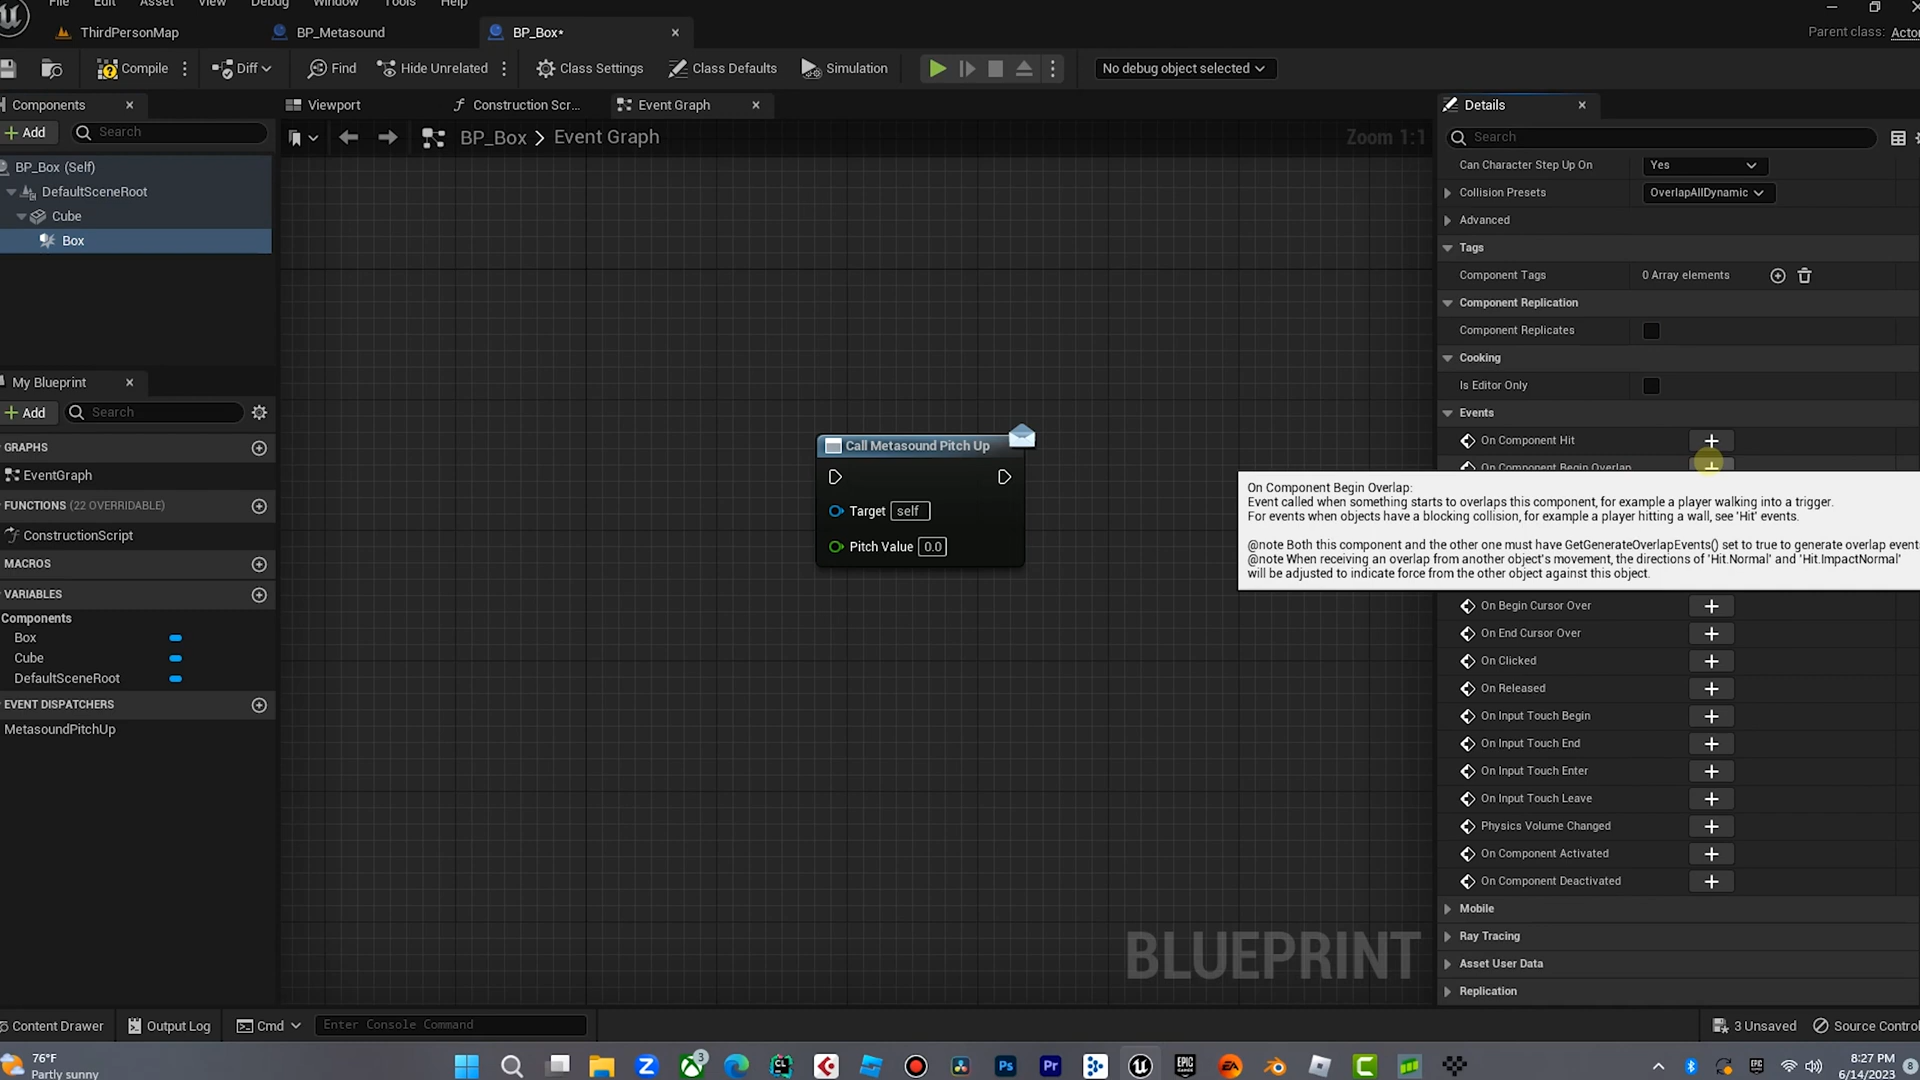 File Edit Asset View Debug Window Tools Help
ThirdPersonMap
BP_Metasound
BP_Box*
Parent class: Actor
Compile
Diff
Find
Hide Unrelated
Class Settings
Class Defaults
Simulation
No debug object selected
Components
Viewport
Construction Scr...
Event Graph
Details
Add
Search
BP_Box > Event Graph
Zoom 1:1
Search
BP_Box (Self)
DefaultSceneRoot
Cube
Box
Can Character Step Up On
Yes
Collision Presets
OverlapAllDynamic
Advanced
Tags
Component Tags
0 Array elements
Component Replication
Component Replicates
Cooking
Is Editor Only
Events
On Component Hit
On Component Begin Overlap
On Component Begin Overlap:
Event called when something starts to overlaps this component, for example a player walking into a trigger.
For events when objects have a blocking collision, for example a player hitting a wall, see 'Hit' events.
@note Both this component and the other one must have GetGenerateOverlapEvents() set to true to generate overlap events
@note When receiving an overlap from another object's movement, the directions of 'Hit.Normal' and 'Hit.ImpactNormal'
will be adjusted to indicate force from the other object against this object.
On Begin Cursor Over
On End Cursor Over
On Clicked
On Released
On Input Touch Begin
On Input Touch End
On Input Touch Enter
On Input Touch Leave
Physics Volume Changed
On Component Activated
On Component Deactivated
Mobile
Ray Tracing
Asset User Data
Replication
My Blueprint
Add
Search
GRAPHS
EventGraph
FUNCTIONS (22 OVERRIDABLE)
ConstructionScript
MACROS
VARIABLES
Components
Box
Cube
DefaultSceneRoot
EVENT DISPATCHERS
MetasoundPitchUp
Call Metasound Pitch Up
Target self
Pitch Value 0.0
BLUEPRINT
Content Drawer
Output Log
Cmd
Enter Console Command
3 Unsaved
Source Control
76°F
Partly sunny
Z
3
CL
Ps
Pr
EPIC GAMES
EA
C
8:27 PM
6/14/2023
8